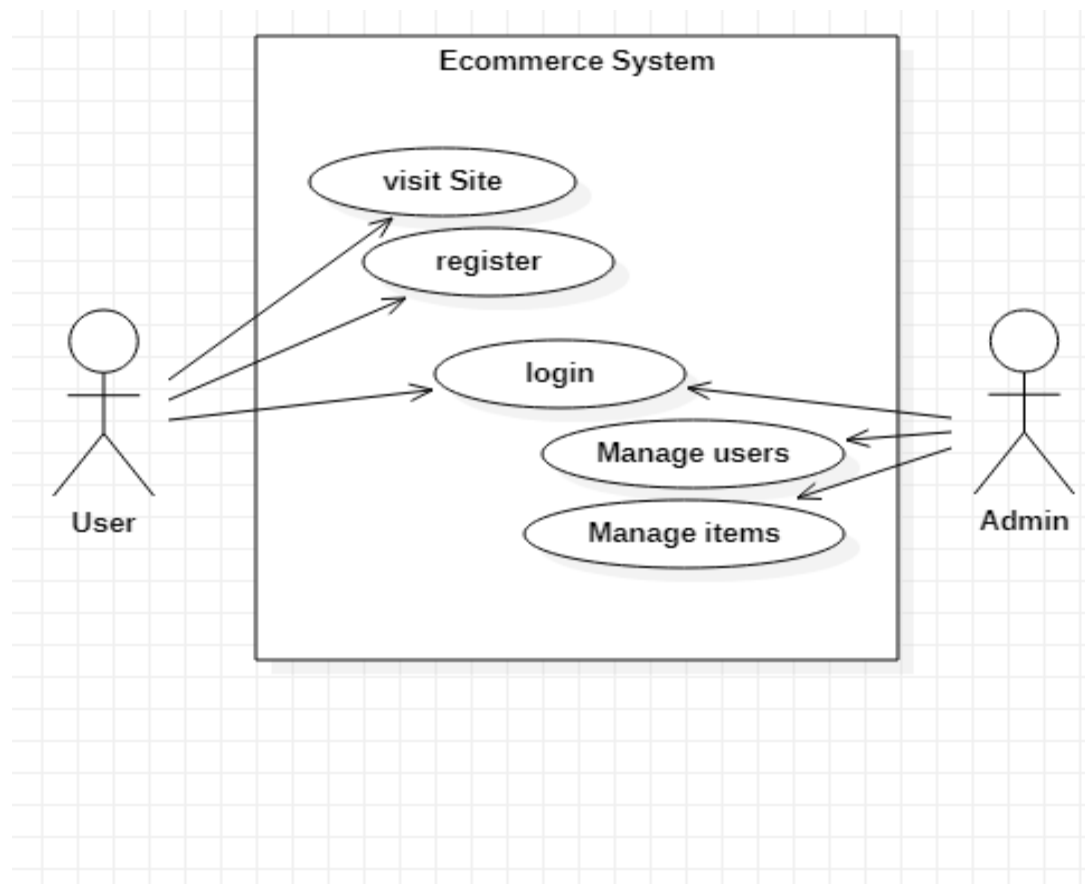 Ecommerce System
visit Site
register
login
Manage users
Manage items
User
Admin